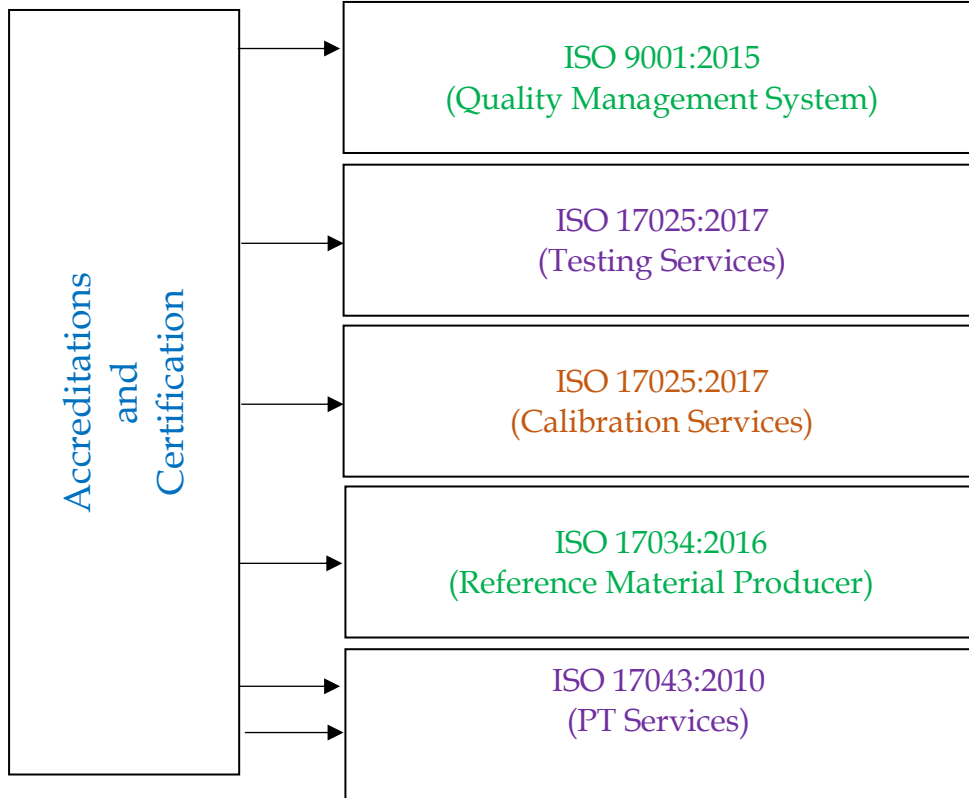 Accreditations
and
Certification
ISO 9001:2015
(Quality Management System)
ISO 17025:2017
(Testing Services)
ISO 17025:2017
(Calibration Services)
ISO 17034:2016
(Reference Material Producer)
ISO 17043:2010
(PT Services)